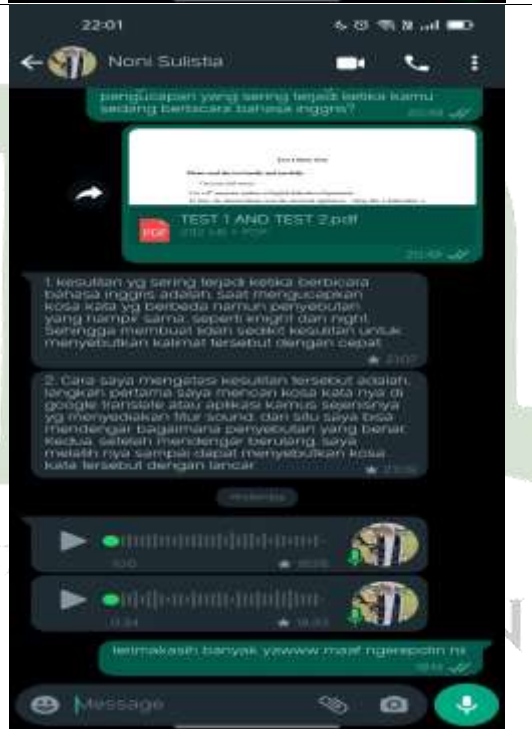 22:01
Noni Sulistia
pengucapan yang sering terjadi ketika kamu
sedang berbicara bahasa inggris?
TEST 1 AND TEST 2.pdf
PDF
1. kesulitan yg sering terjadi ketika berbicara
bahasa inggris adalah, saat mengucapkan
kosa kata yg berbeda namun penyebutan
yang hampir sama, seperti knight dan night.
Sehingga membuat lidah sedikit kesulitan untuk
menyebutkan kalimat tersebut dengan cepat
2. Cara saya mengatasi kesulitan tersebut adalah,
langkah pertama saya mencari kosa kata nya di
google translate atau aplikasi kamus sejenisnya
yg menyediakan fitur sound, dari situ saya bisa
mendengar bagaimana penyebutan yang benar.
Kedua, setelah mendengar berulang, saya
melatih nya sampai dapat menyebutkan kosa
kata tersebut dengan lancar
Yesterday
terimakasih banyak yawww maaf ngerepotin hi
Message